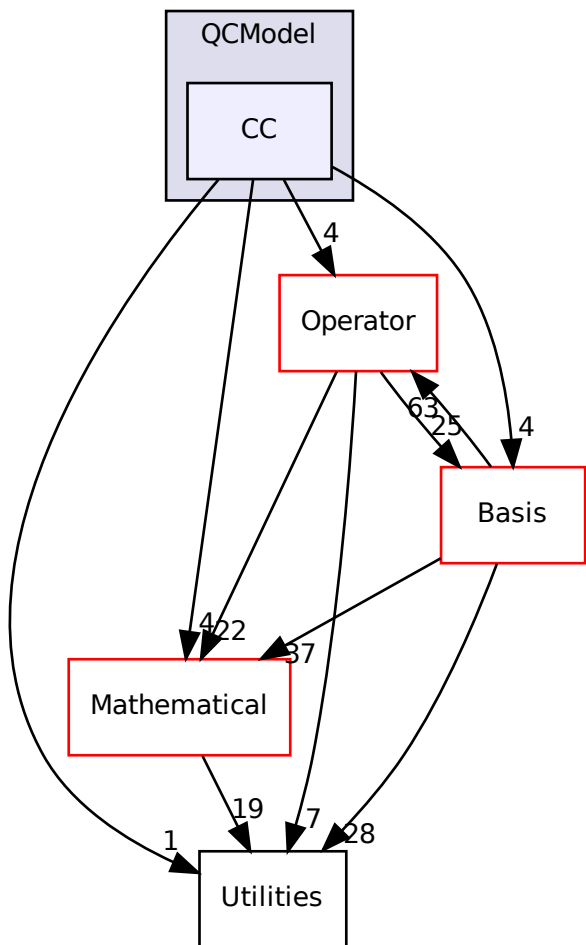 QCModel
CC
4
Operator
63
25
4
Basis
4
22
37
Mathematical
19
7
28
1
Utilities